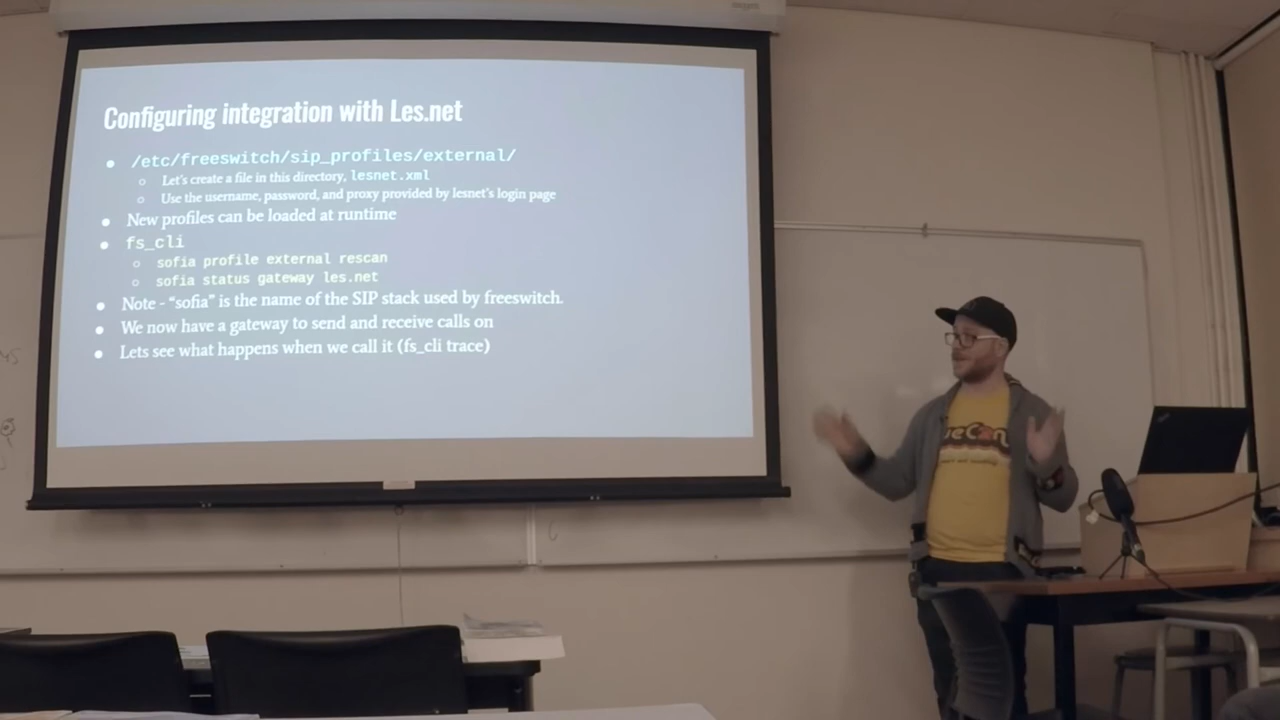 Configuring integration with Les.net
/etc/freeswitch/sip_profiles/external/
Let's create a file in this directory, lesnet.xml
Use the username, password, and proxy provided by lesnet's login page
New profiles can be loaded at runtime
fs_cli
sofia profile external rescan
sofia status gateway les.net
Note - “sofia” is the name of the SIP stack used by freeswitch.
We now have a gateway to send and receive calls on
Lets see what happens when we call it (fs_cli trace)